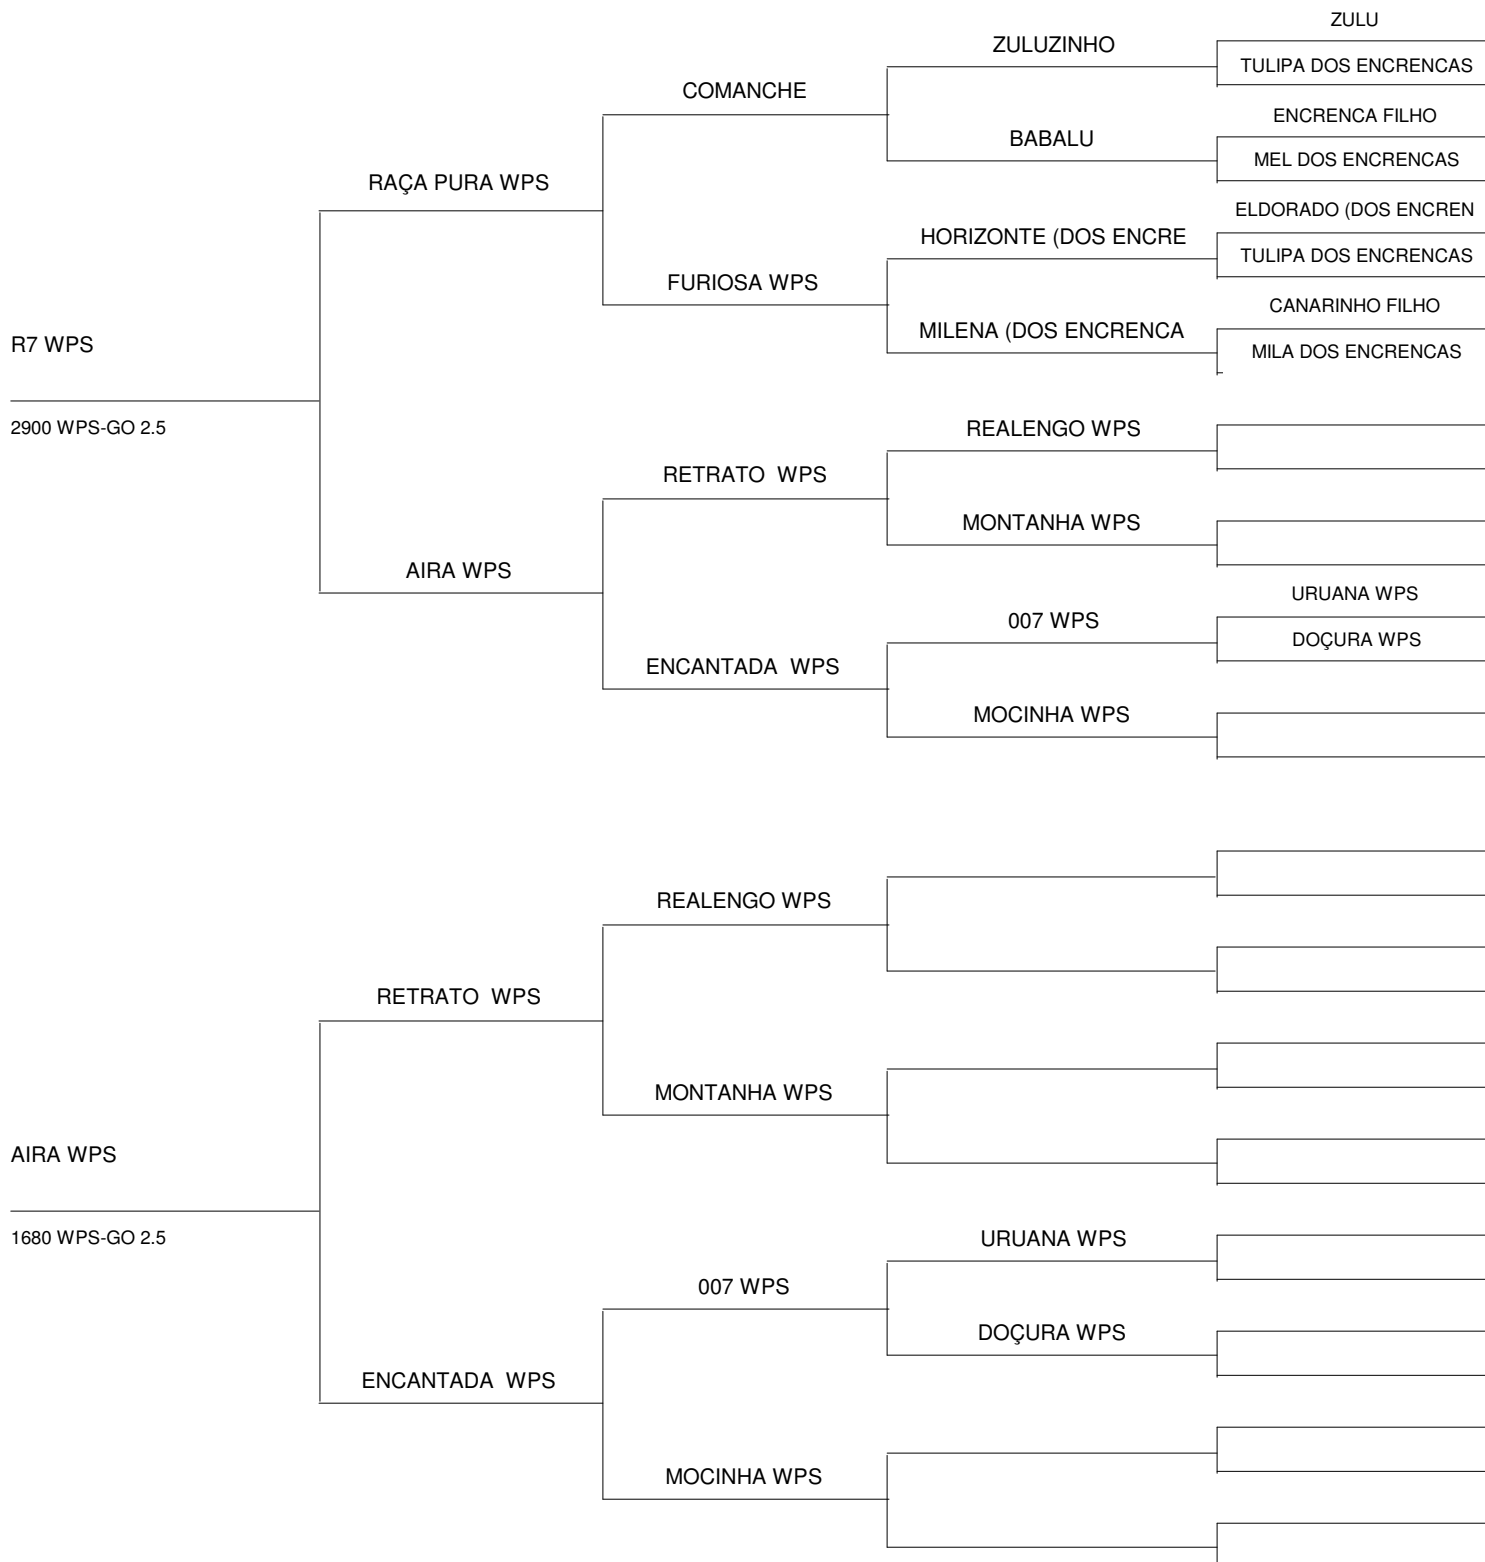 ZULU
ZULUZINHO
TULIPA DOS ENCRENCAS
COMANCHE
ENCRENCA FILHO
BABALU
MEL DOS ENCRENCAS
RAÇA PURA WPS
ELDORADO (DOS ENCREN
HORIZONTE (DOS ENCRE
TULIPA DOS ENCRENCAS
FURIOSA WPS
CANARINHO FILHO
MILENA (DOS ENCRENCA
MILA DOS ENCRENCAS
R7 WPS
2900 WPS-GO 2.5
REALENGO WPS
RETRATO WPS
MONTANHA WPS
AIRA WPS
URUANA WPS
007 WPS
DOÇURA WPS
ENCANTADA WPS
MOCINHA WPS
REALENGO WPS
RETRATO WPS
MONTANHA WPS
AIRA WPS
1680 WPS-GO 2.5
URUANA WPS
007 WPS
DOÇURA WPS
ENCANTADA WPS
MOCINHA WPS